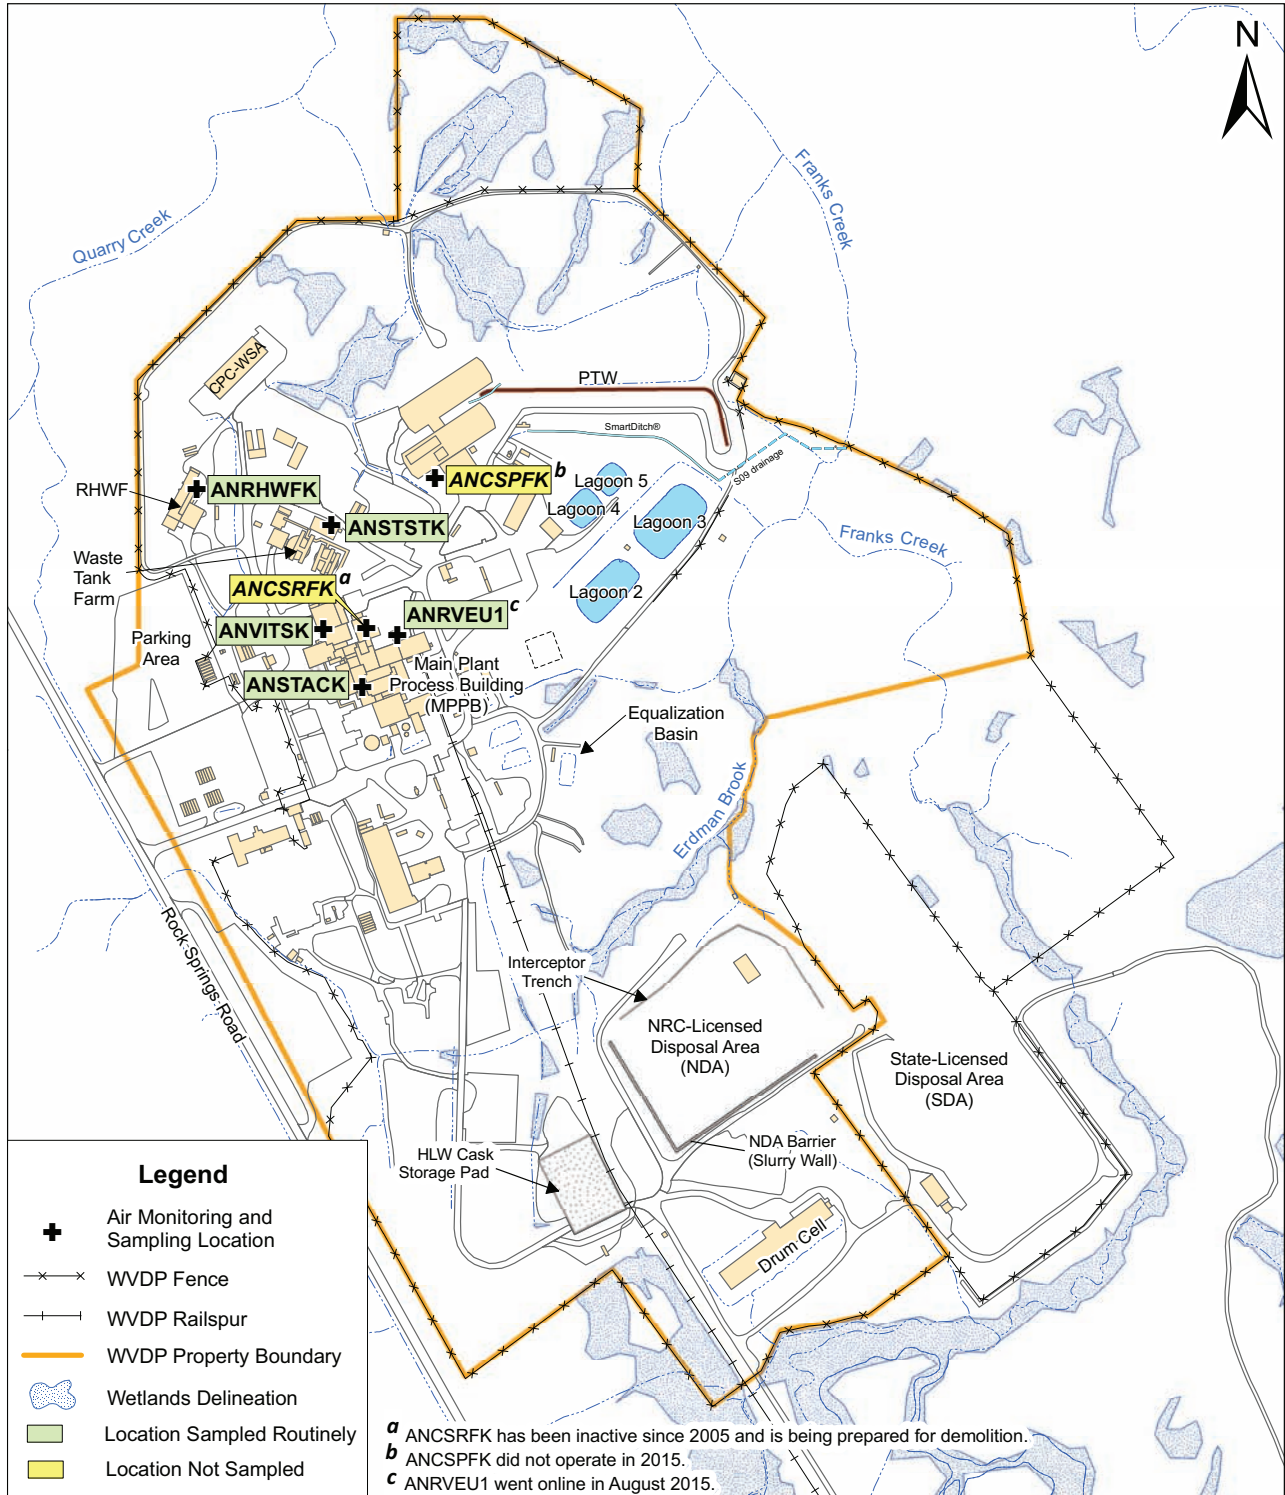 N
Quarry Creek
Franks Creek
CPC-WSA
PTW
SmartDitch®
S09 drainage
ANCSPFK b
Lagoon 5
Lagoon 4
Lagoon 3
Lagoon 2
RHWF
ANRHWFK
ANSTSTK
Franks Creek
Waste
Tank
Farm
ANCSRFK a
ANRVEU1 c
ANVITSK
Parking
Area
ANSTACK
Main Plant
Process Building
(MPPB)
Equalization
Basin
Erdman Brook
Rock Springs Road
Interceptor
Trench
NRC-Licensed
Disposal Area
(NDA)
State-Licensed
Disposal Area
(SDA)
NDA Barrier
(Slurry Wall)
HLW Cask
Storage Pad
Drum Cell
Legend
Air Monitoring and
Sampling Location
WVDP Fence
WVDP Railspur
WVDP Property Boundary
Wetlands Delineation
Location Sampled Routinely
Location Not Sampled
a ANCSRFK has been inactive since 2005 and is being prepared for demolition.
b ANCSPFK did not operate in 2015.
c ANRVEU1 went online in August 2015.